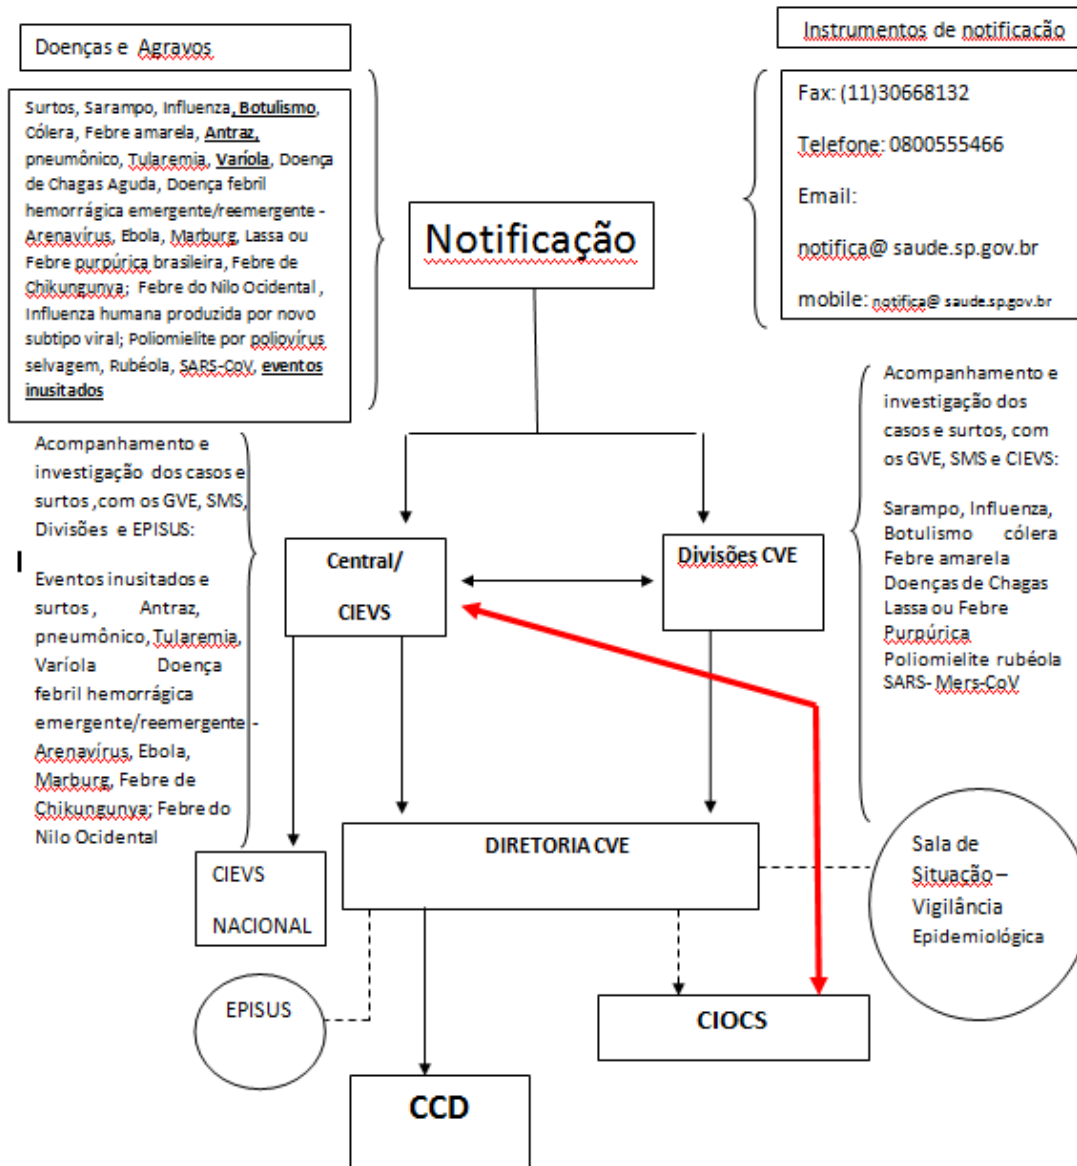 Doenças e Agravos
Surtos, Sarampo, Influenza, Botulismo,
Cólera, Febre amarela, Antraz,
pneumônico, Tularemia, Varíola, Doença
de Chagas Aguda, Doença febril
hemorrágica emergente/reemergente -
Arenavírus, Ebola, Marburg, Lassa ou
Febre purpúrica brasileira, Febre de
Chikungunya; Febre do Nilo Ocidental ,
Influenza humana produzida por novo
subtipo viral; Poliomielite por poliovírus
selvagem, Rubéola, SARS-CoV, eventos
inusitados
Instrumentos de notificação
Fax: (11)30668132
Telefone: 0800555466
Email:
notifica@ saude.sp.gov.br
mobile: notifica@ saude.sp.gov.br
Notificação
Acompanhamento e
investigação dos casos e
surtos ,com os GVE, SMS,
Divisões e EPISUS:
Eventos inusitados e
surtos , Antraz,
pneumônico, Tularemia,
Varíola Doença
febril hemorrágica
emergente/reemergente -
Arenavírus, Ebola,
Marburg, Febre de
Chikungunya; Febre do
Nilo Ocidental
Central/
CIEVS
Divisões CVE
Acompanhamento e
investigação dos
casos e surtos, com
os GVE, SMS e CIEVS:
Sarampo, Influenza,
Botulismo cólera
Febre amarela
Doenças de Chagas
Lassa ou Febre
Purpúrica
Poliomielite rubéola
SARS- Mers-CoV
DIRETORIA CVE
CIEVS
NACIONAL
Sala de
Situação –
Vigilância
Epidemiológica
EPISUS
CIOCS
CCD